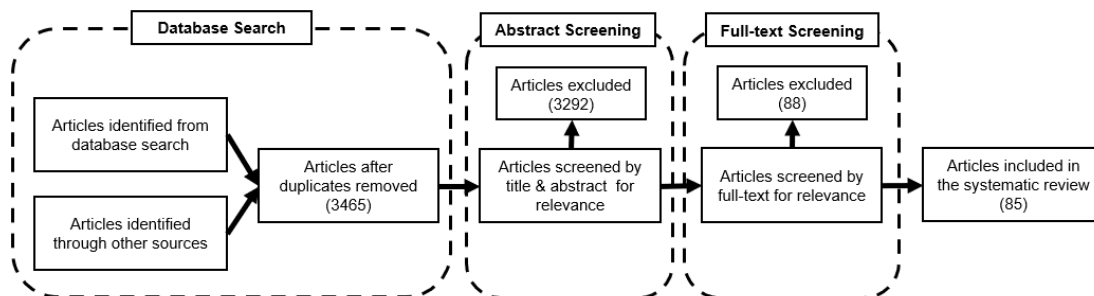 Database Search
Articles identified from
database search
Articles identified
through other sources
Articles after
duplicates removed
(3465)
Abstract Screening
Articles excluded
(3292)
Articles screened by
title & abstract for
relevance
Full-text Screening
Articles excluded
(88)
Articles screened by
full-text for relevance
Articles included in
the systematic review
(85)